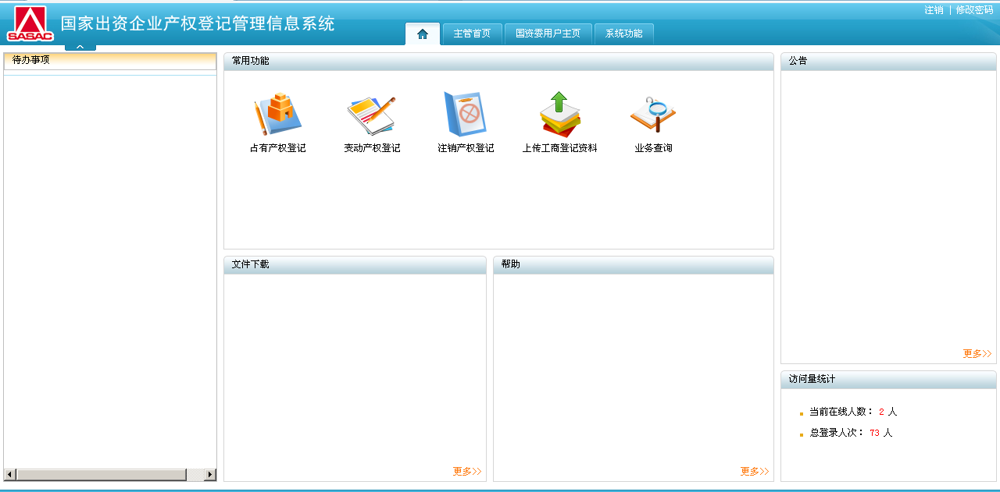 注销 | 修改密码
SASAC
国家出资企业产权登记管理信息系统
主管首页 国资委用户主页 系统功能
待办事项
常用功能
占有产权登记 变动产权登记 注销产权登记 上传工商登记资料 业务查询
文件下载
更多>>
帮助
更多>>
公告
更多>>
访问量统计
当前在线人数： 2 人
总登录人次： 73 人